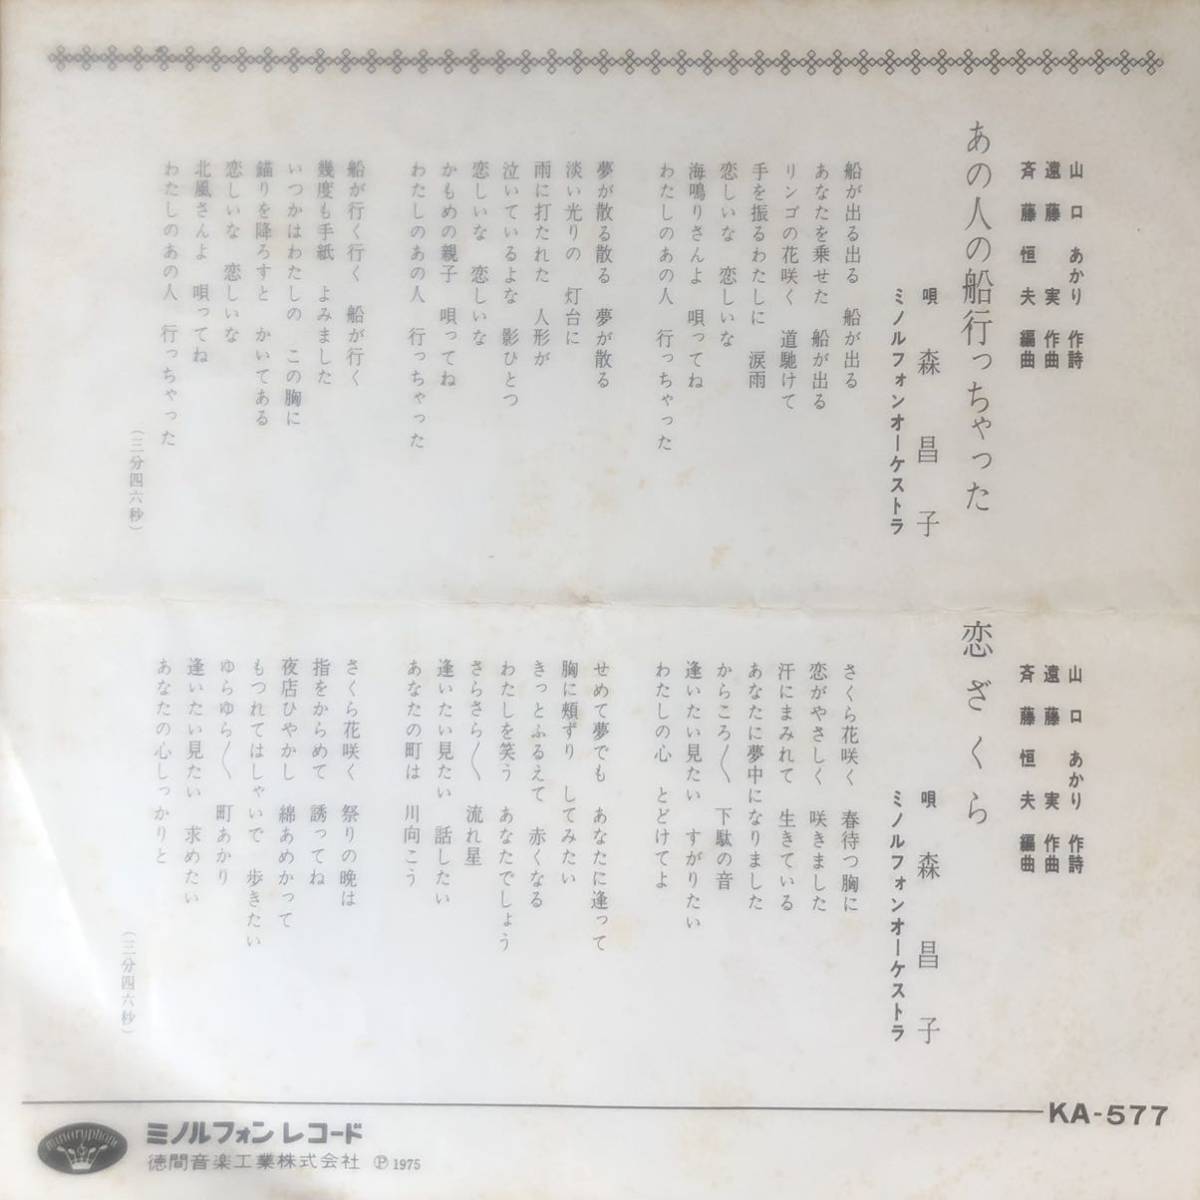 あの人の船行っちゃった
山口あかり 作詩
遠藤 実 作曲
斉藤恒夫 編曲
唄 森昌子
ミノルフォンオーケストラ
船が出る出る 船が出る
あなたを乗せた 船が出る
リンゴの花咲く 道馳けて
手を振るわたしに 涙雨
恋しいな 恋しいな
海鳴りさんよ 唄ってね
わたしのあの人 行っちゃった
夢が散る散る 夢が散る
淡い光りの 灯台に
雨に打たれた 人形が
泣いているよな 影ひとつ
恋しいな 恋しいな
かもめの親子 唄ってね
わたしのあの人 行っちゃった
船が行く行く 船が行く
幾度も手紙 よみました
いつかはわたしの この胸に
錨りを降ろすと かいてある
恋しいな 恋しいな
北風さんよ 唄ってね
わたしのあの人 行っちゃった
(三分四六秒)
恋ざくら
山口あかり 作詩
遠藤 実 作曲
斉藤恒夫 編曲
唄 森昌子
ミノルフォンオーケストラ
さくら花咲く 春待つ胸に
恋がやさしく 咲きました
汗にまみれて 生きている
あなたに夢中になりました
からころ〱 下駄の音
逢いたい見たい すがりたい
わたしの心 とどけてよ
せめて夢でも あなたに逢って
胸に頬ずり してみたい
きっとふるえて 赤くなる
わたしを笑う あなたでしょう
さらさら〱 流れ星
逢いたい見たい 話したい
あなたの町は 川向こう
さくら花咲く 祭りの晩は
指をからめて 誘ってね
夜店ひやかし 綿あめかって
もつれてはしゃいで 歩きたい
ゆらゆら〱 町あかり
逢いたい見たい 求めたい
あなたの心しっかりと
(三分四六秒)
KA-577
minoruphone
ミノルフォンレコード
徳間音楽工業株式会社 Ⓟ 1975